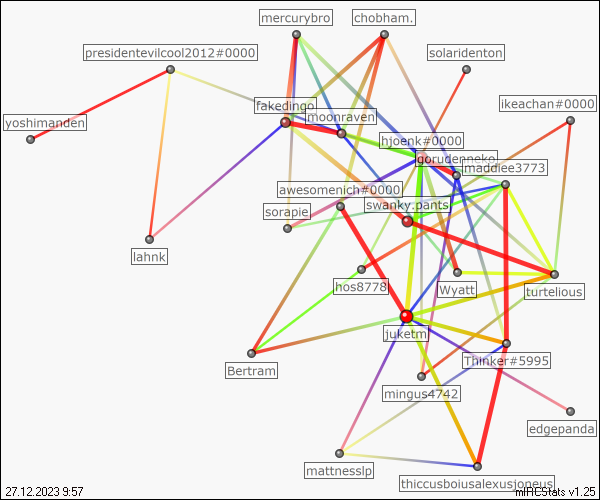 mercurybro
chobham.
presidentevilcool2012#0000
solaridenton
yoshimanden
fakedingo
moonraven
ikeachan#0000
hjoenk#0000
gorudenneko
maddiee3773
awesomenich#0000
sorapie
swanky.pants
lahnk
hos8778
Wyatt
turtelious
juketml
Bertram
Thinker#5995
mingus4742
edgepanda
mattnesslp
thiccusboiusalexusjoneus
27.12.2023 9:57
mIRCStats v1.25